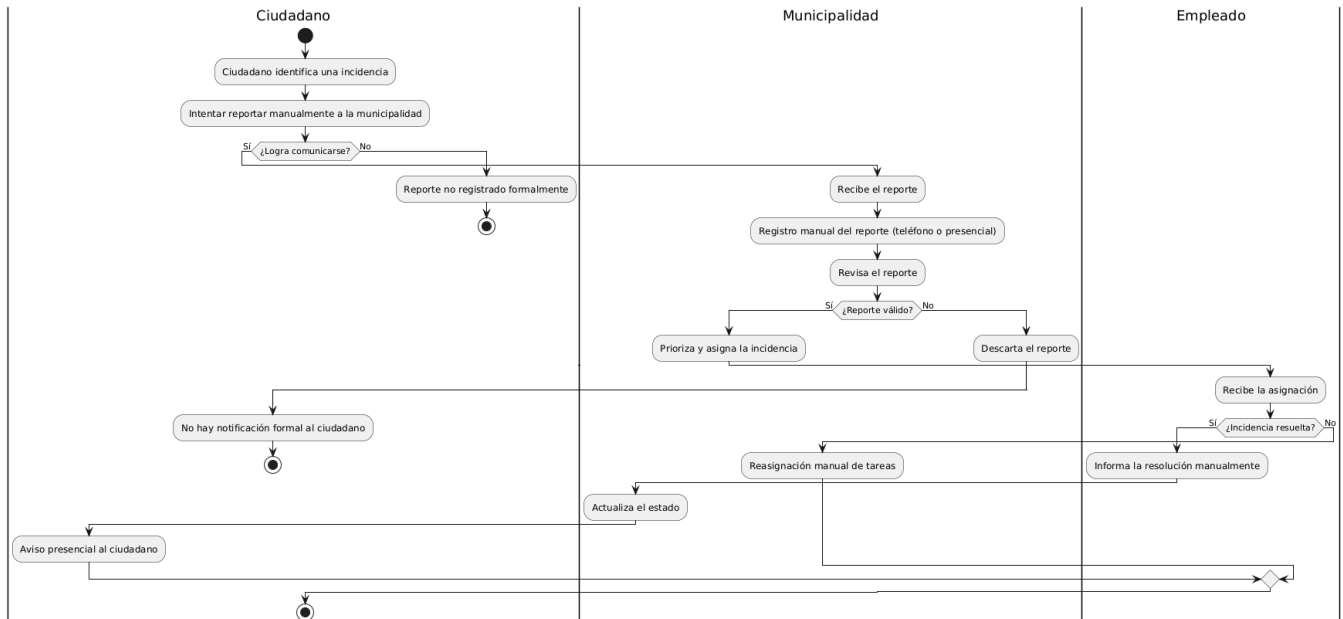 Ciudadano
Municipalidad
Empleado
Ciudadano identifica una incidencia
Intentar reportar manualmente a la municipalidad
Sí
¿Logra comunicarse?
No
Reporte no registrado formalmente
Recibe el reporte
Registro manual del reporte (teléfono o presencial)
Revisa el reporte
Sí
¿Reporte válido?
No
Prioriza y asigna la incidencia
Descarta el reporte
Recibe la asignación
No hay notificación formal al ciudadano
Sí
¿Incidencia resuelta?
No
Reasignación manual de tareas
Informa la resolución manualmente
Actualiza el estado
Aviso presencial al ciudadano